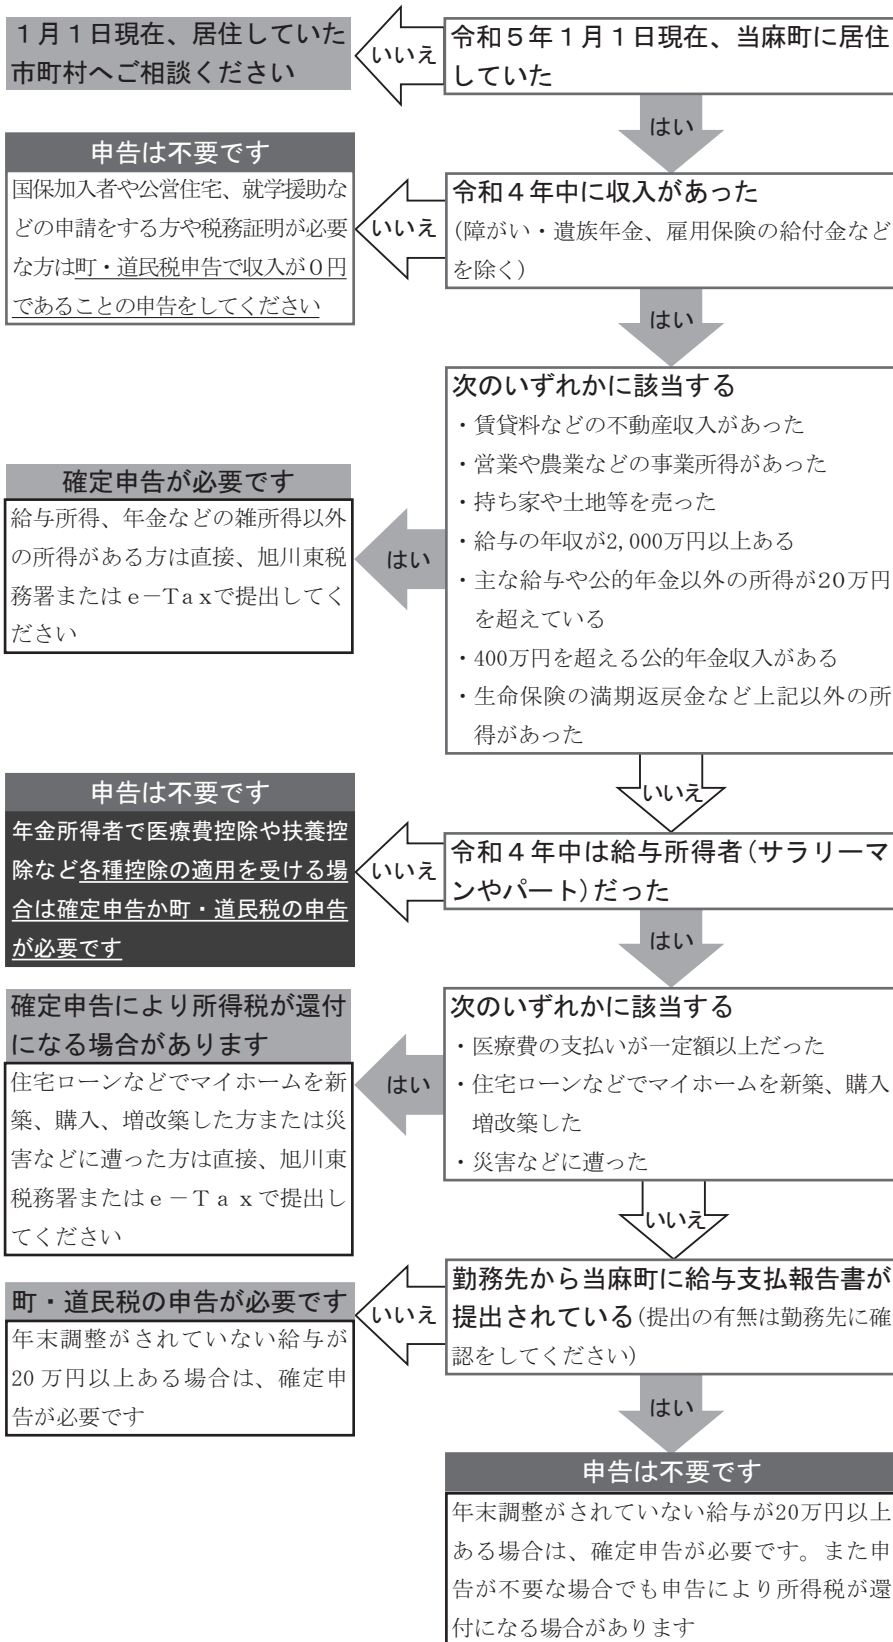 令和５年１月１日現在、当麻町に居住
していた
いいえ
１月１日現在、居住していた
市町村へご相談ください
はい
令和４年中に収入があった
(障がい・遺族年金、雇用保険の給付金など
を除く)
いいえ
申告は不要です
国保加入者や公営住宅、就学援助な
どの申請をする方や税務証明が必要
な方は町・道民税申告で収入が０円
であることの申告をしてください
はい
次のいずれかに該当する
・賃貸料などの不動産収入があった
・営業や農業などの事業所得があった
・持ち家や土地等を売った
・給与の年収が2,000万円以上ある
・主な給与や公的年金以外の所得が20万円
を超えている
・400万円を超える公的年金収入がある
・生命保険の満期返戻金など上記以外の所
得があった
はい
確定申告が必要です
給与所得、年金などの雑所得以外
の所得がある方は直接、旭川東税
務署またはｅ−Ｔａｘで提出してく
ださい
いいえ
令和４年中は給与所得者(サラリーマ
ンやパート)だった
いいえ
申告は不要です
年金所得者で医療費控除や扶養控
除など各種控除の適用を受ける場
合は確定申告か町・道民税の申告
が必要です
はい
次のいずれかに該当する
・医療費の支払いが一定額以上だった
・住宅ローンなどでマイホームを新築、購入
増改築した
・災害などに遭った
はい
確定申告により所得税が還付
になる場合があります
住宅ローンなどでマイホームを新
築、購入、増改築した方または災
害などに遭った方は直接、旭川東
税務署またはｅ−Ｔａｘで提出し
てください
いいえ
勤務先から当麻町に給与支払報告書が
提出されている(提出の有無は勤務先に確
認をしてください)
いいえ
町・道民税の申告が必要です
年末調整がされていない給与が
20万円以上ある場合は、確定申
告が必要です
はい
申告は不要です
年末調整がされていない給与が20万円以上
ある場合は、確定申告が必要です。また申
告が不要な場合でも申告により所得税が還
付になる場合があります